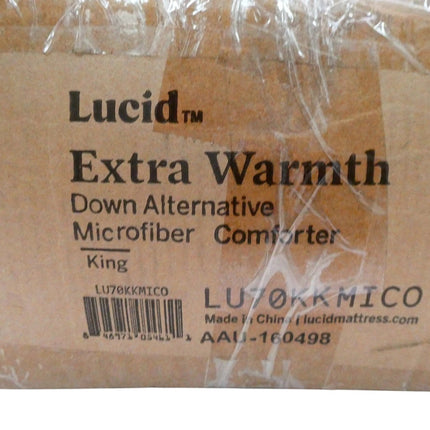 Lucid™
Extra Warmth
Down Alternative
Microfiber Comforter
King
LU70KKMICO
LU70KKMICO
Made in China | lucidmattress.com
AAU-160498